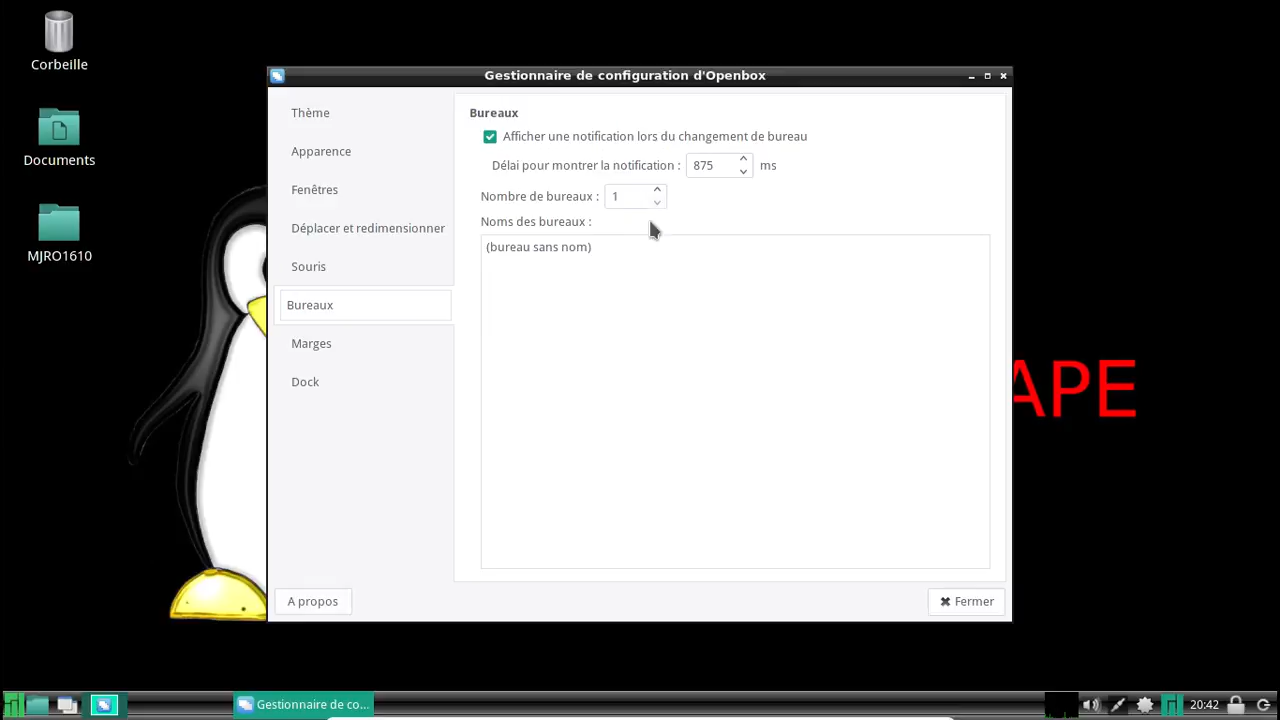 Corbeille
Documents
MJRO1610
Gestionnaire de configuration d'Openbox
Thème
Apparence
Fenêtres
Déplacer et redimensionner
Souris
Bureaux
Marges
Dock
Bureaux
Afficher une notification lors du changement de bureau
Délai pour montrer la notification : 875 ms
Nombre de bureaux : 1
Noms des bureaux :
(bureau sans nom)
A propos
Fermer
APE
Gestionnaire de co...
20:42